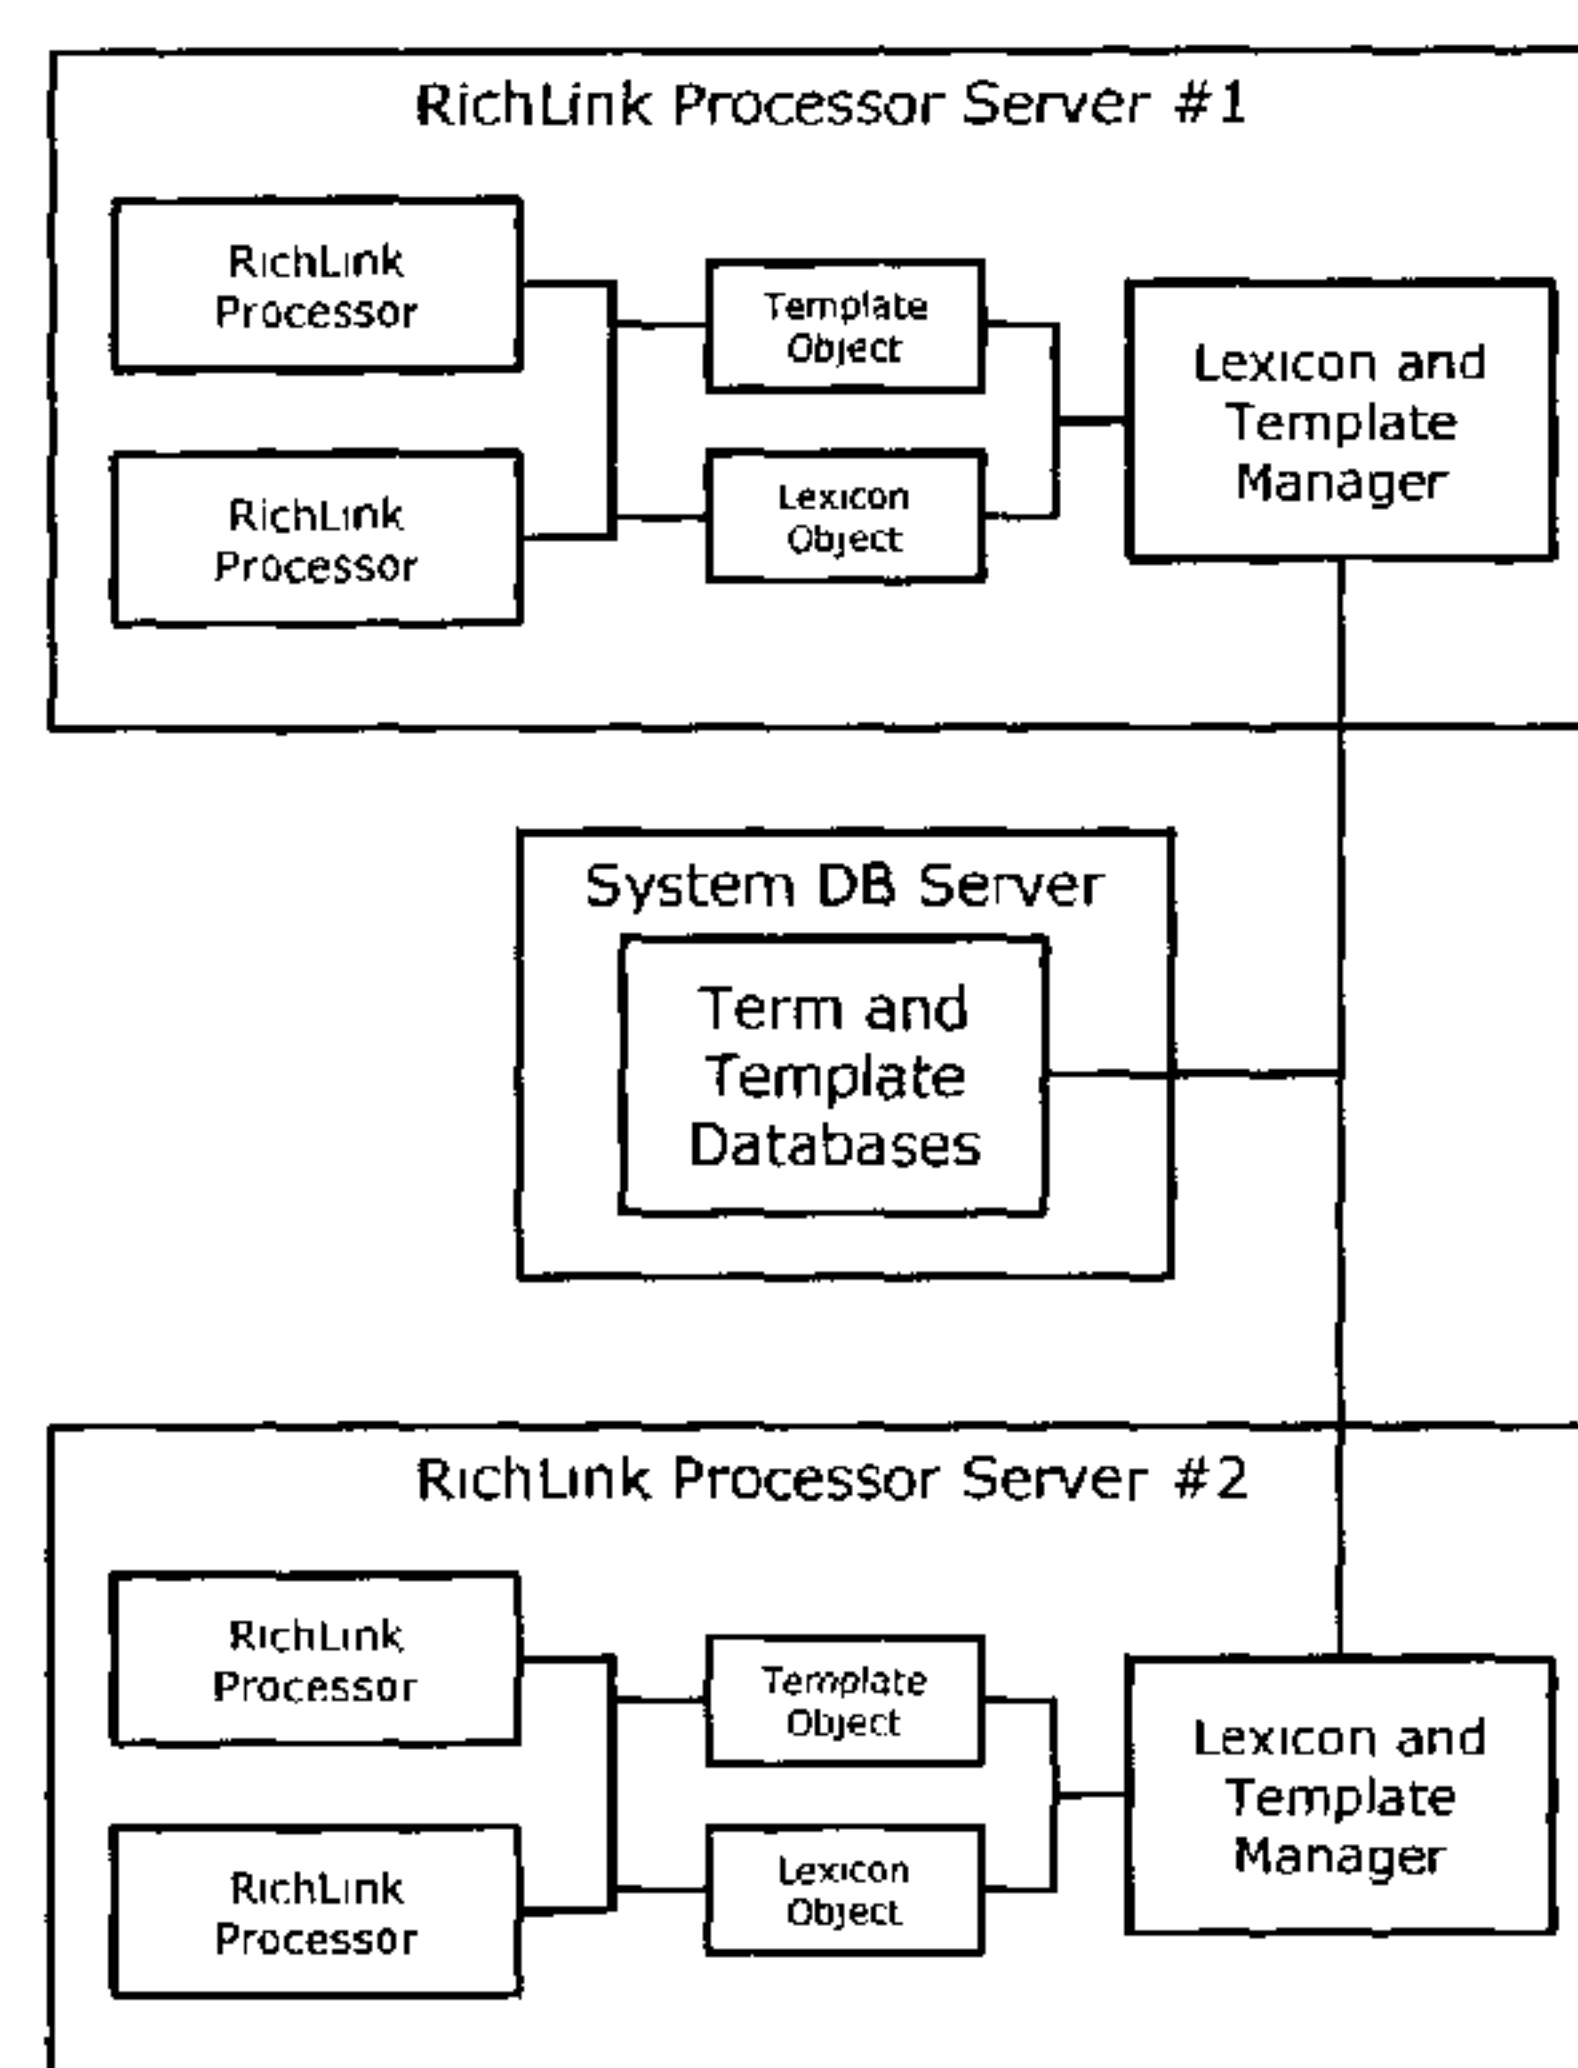 RichLink Processor Server #1
RichLink
Processor
Template
Object
Lexicon and
Template
Manager
RichLink
Processor
Lexicon
Object
System DB Server
Term and
Template
Databases
RichLink Processor Server #2
RichLink
Processor
Template
Object
Lexicon and
Template
Manager
RichLink
Processor
Lexicon
Object